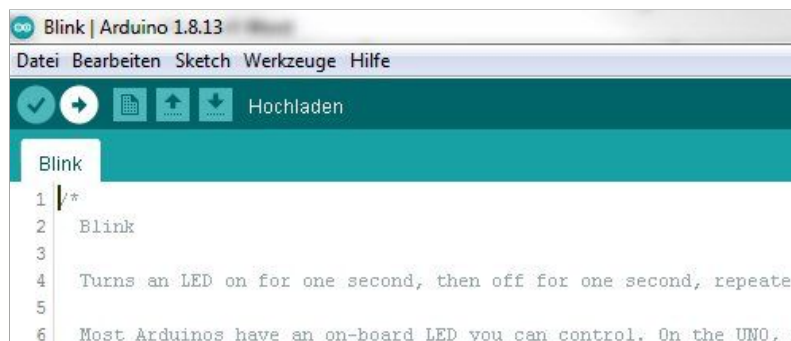 Blink | Arduino 1.8.13
Datei Bearbeiten Sketch Werkzeuge Hilfe
Hochladen
Blink
1 /*
2 Blink
3
4 Turns an LED on for one second, then off for one second, repeate
5
6 Most Arduinos have an on-board LED you can control. On the UNO,